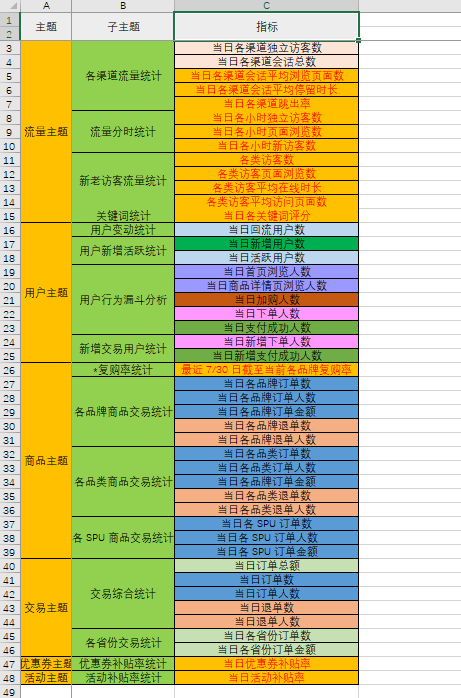 A B C
1 主题 子主题 指标
2
3 当日各渠道独立访客数
4 当日各渠道会话总数
5 各渠道流量统计 当日各渠道会话平均浏览页面数
6 当日各渠道会话平均停留时长
7 当日各渠道跳出率
8 当日各小时独立访客数
9 流量主题 流量分时统计 当日各小时页面浏览数
10 当日各小时新访客数
11 各类访客数
12 新老访客流量统计 各类访客页面浏览数
13 各类访客平均在线时长
14 各类访客平均访问页面数
15 关键词统计 当日各关键词评分
16 用户变动统计 当日回流用户数
17 用户新增活跃统计 当日新增用户数
18 当日活跃用户数
19 当日首页浏览人数
20 当日商品详情页浏览人数
21 用户主题 用户行为漏斗分析 当日加购人数
22 当日下单人数
23 当日支付成功人数
24 新增交易用户统计 当日新增下单人数
25 当日新增支付成功人数
26 *复购率统计 最近 7/30 日截至当前各品牌复购率
27 当日各品牌订单数
28 当日各品牌订单人数
29 各品牌商品交易统计 当日各品牌订单金额
30 当日各品牌退单数
31 当日各品牌退单人数
32 当日各品类订单数
33 商品主题 当日各品类订单人数
34 各品类商品交易统计 当日各品牌订单金额
35 当日各品类退单数
36 当日各品类退单人数
37 当日各 SPU 订单数
38 各 SPU 商品交易统计 当日各 SPU 订单人数
39 当日各 SPU 订单金额
40 当日订单总额
41 当日订单数
42 交易综合统计 当日订单人数
43 交易主题 当日退单数
44 当日退单人数
45 各省份交易统计 当日各省份订单数
46 当日各省份订单金额
47 优惠券主题 优惠券补贴率统计 当日优惠券补贴率
48 活动主题 活动补贴率统计 当日活动补贴率
49